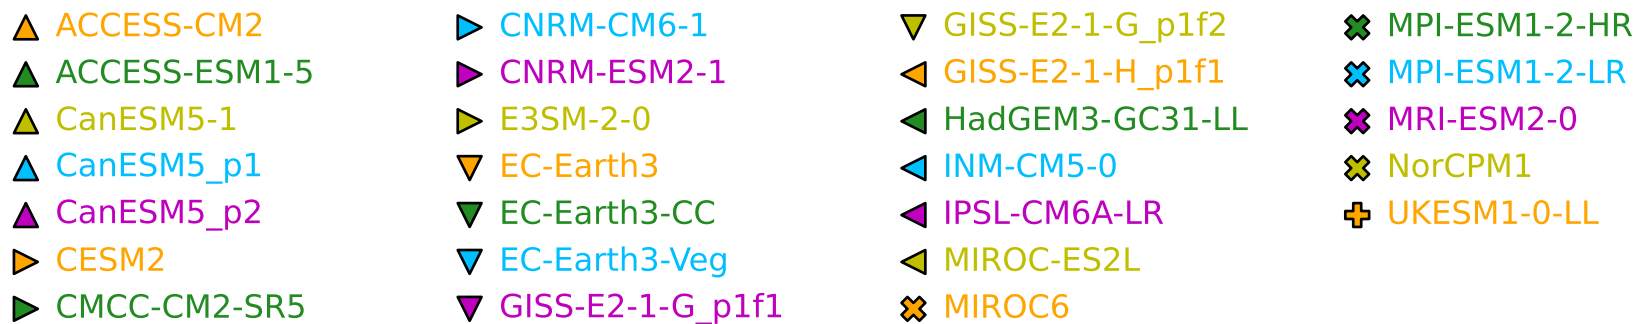 ACCESS-CM2
ACCESS-ESM1-5
CanESM5-1
CanESM5_p1
CanESM5_p2
CESM2
CMCC-CM2-SR5
CNRM-CM6-1
CNRM-ESM2-1
E3SM-2-0
EC-Earth3
EC-Earth3-CC
EC-Earth3-Veg
GISS-E2-1-G_p1f1
GISS-E2-1-G_p1f2
GISS-E2-1-H_p1f1
HadGEM3-GC31-LL
INM-CM5-0
IPSL-CM6A-LR
MIROC-ES2L
MIROC6
MPI-ESM1-2-HR
MPI-ESM1-2-LR
MRI-ESM2-0
NorCPM1
UKESM1-0-LL